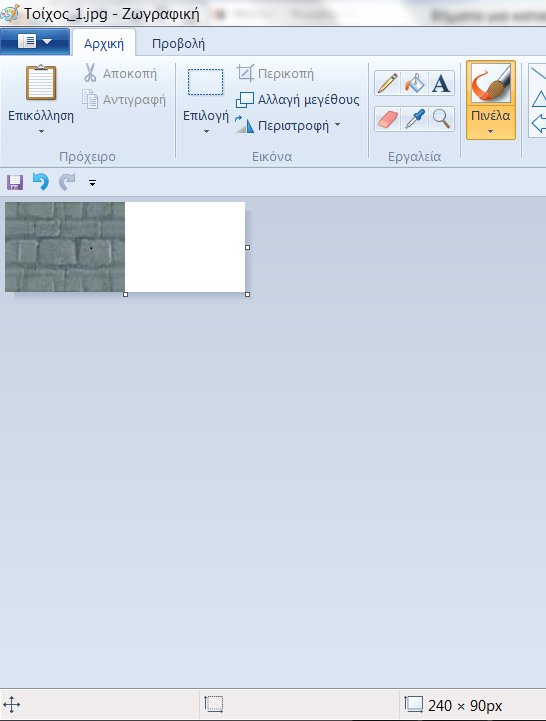 Τοίχος_1.jpg - Ζωγραφική
Αρχική Προβολή
Επικόλληση
Αποκοπή
Αντιγραφή
Πρόχειρο
Επιλογή
Περικοπή
Αλλαγή μεγέθους
Περιστροφή
Εικόνα
A
Εργαλεία
Πινέλα
240 × 90px